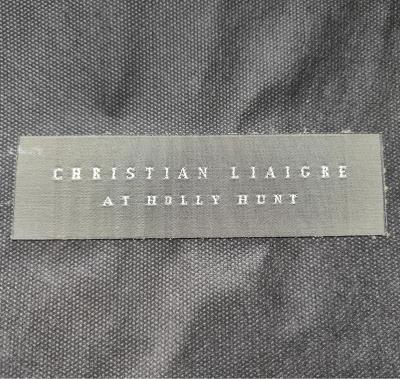 CHRISTIAN LIAIGRE
AT HOLLY HUNT